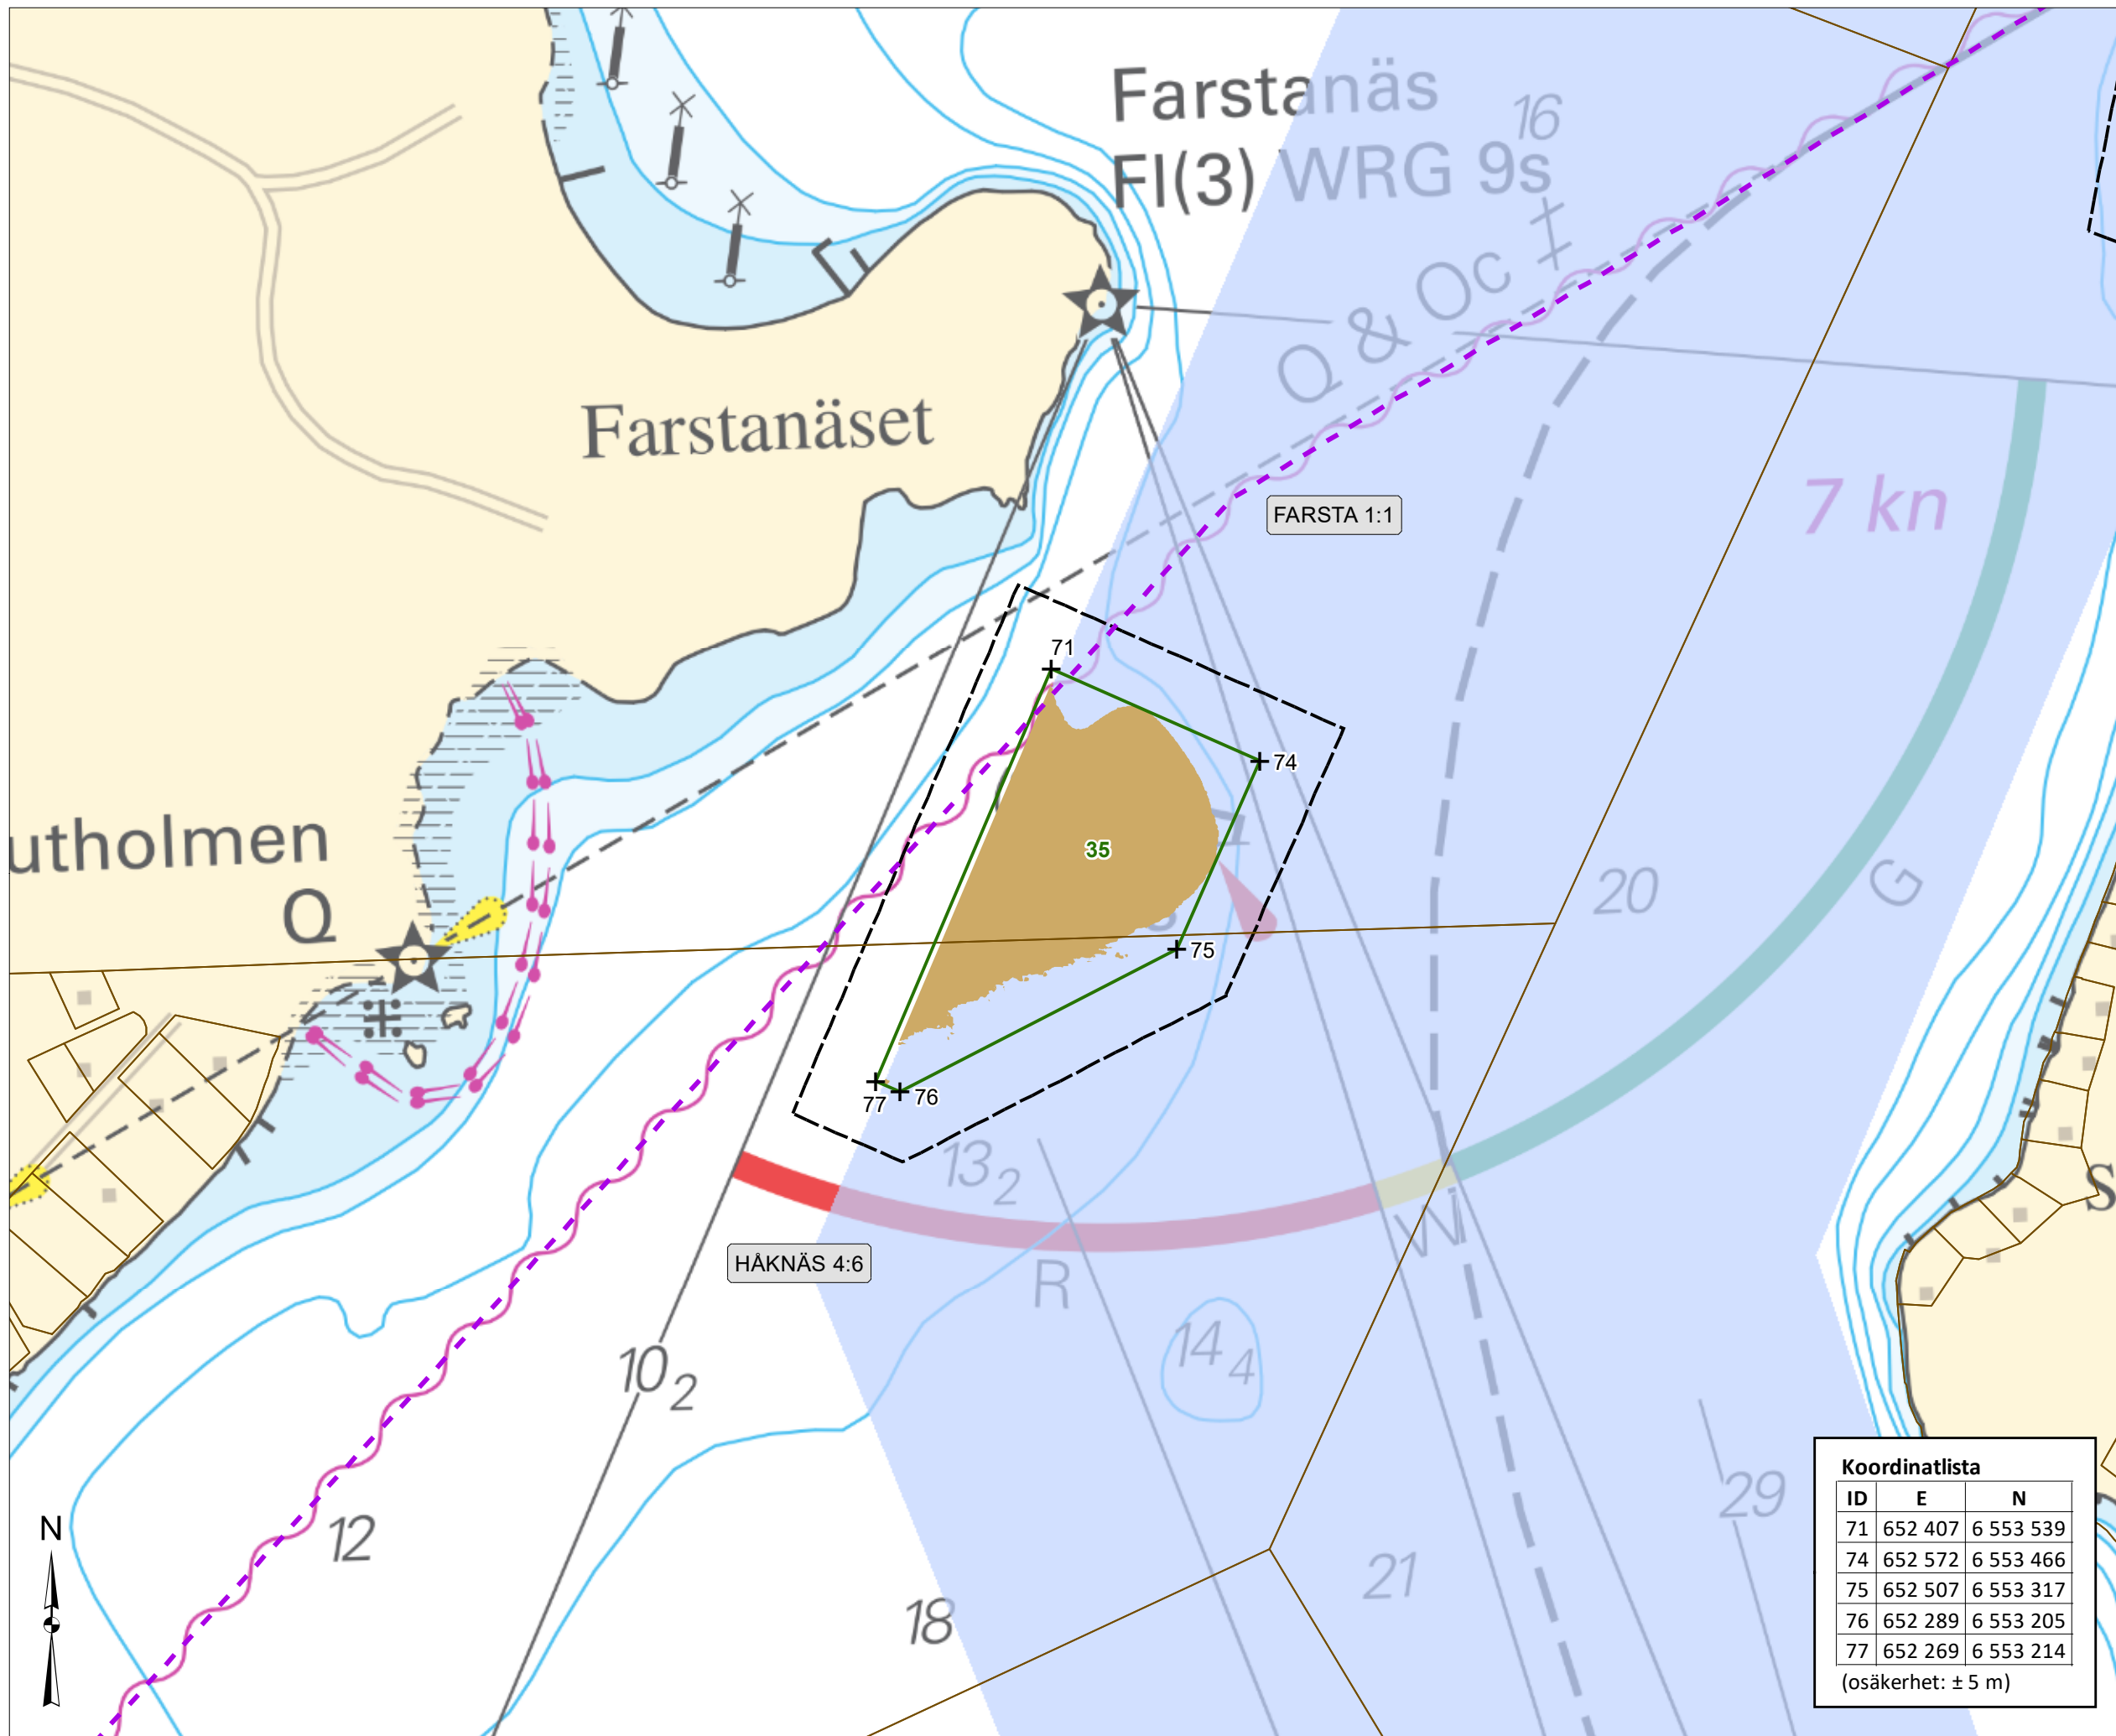 Farstanäs
Fl(3) WRG 9s
16
Q & Oc ‡
Farstanäset
FARSTA 1:1
7 kn
71
74
35
utholmen
Q
75
20
G
77
76
13 2
W
HÅKNÄS 4:6
R
S
10 2
14 4
12
29
21
18
N
Koordinatlista
ID E N
71 652 407 6 553 539
74 652 572 6 553 466
75 652 507 6 553 317
76 652 289 6 553 205
77 652 269 6 553 214
(osäkerhet: ± 5 m)